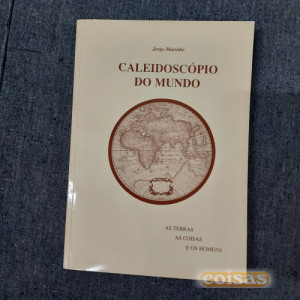 Jorge Marinho
CALEIDOSCÓPIO
DO MUNDO
AS TERRAS
AS COISAS
E OS HOMENS
coisas